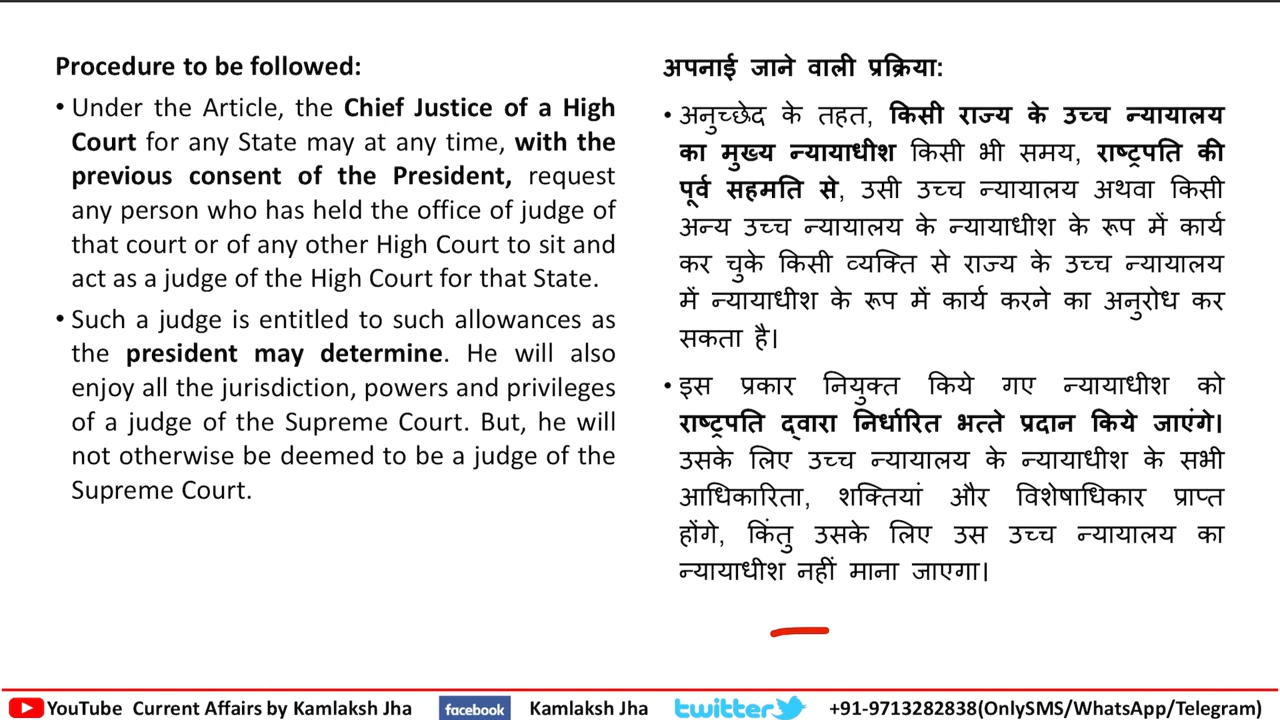 Procedure to be followed:
• Under the Article, the Chief Justice of a High
Court for any State may at any time, with the
previous consent of the President, request
any person who has held the office of judge of
that court or of any other High Court to sit and
act as a judge of the High Court for that State.
• Such a judge is entitled to such allowances as
the president may determine. He will also
enjoy all the jurisdiction, powers and privileges
of a judge of the Supreme Court. But, he will
not otherwise be deemed to be a judge of the
Supreme Court.
अपनाई जाने वाली प्रक्रिया:
• अनुच्छेद के तहत, किसी राज्य के उच्च न्यायालय
का मुख्य न्यायाधीश किसी भी समय, राष्ट्रपति की
पूर्व सहमति से, उसी उच्च न्यायालय अथवा किसी
अन्य उच्च न्यायालय के न्यायाधीश के रूप में कार्य
कर चुके किसी व्यक्ति से राज्य के उच्च न्यायालय
में न्यायाधीश के रूप में कार्य करने का अनुरोध कर
सकता है।
• इस प्रकार नियुक्त किये गए न्यायाधीश को
राष्ट्रपति द्वारा निर्धारित भत्ते प्रदान किये जाएंगे।
उसके लिए उच्च न्यायालय के न्यायाधीश के सभी
आधिकारिता, शक्तियां और विशेषाधिकार प्राप्त
होंगे, किंतु उसके लिए उस उच्च न्यायालय का
न्यायाधीश नहीं माना जाएगा।
YouTube Current Affairs by Kamlaksh Jha facebook Kamlaksh Jha twitter +91-9713282838(OnlySMS/WhatsApp/Telegram)